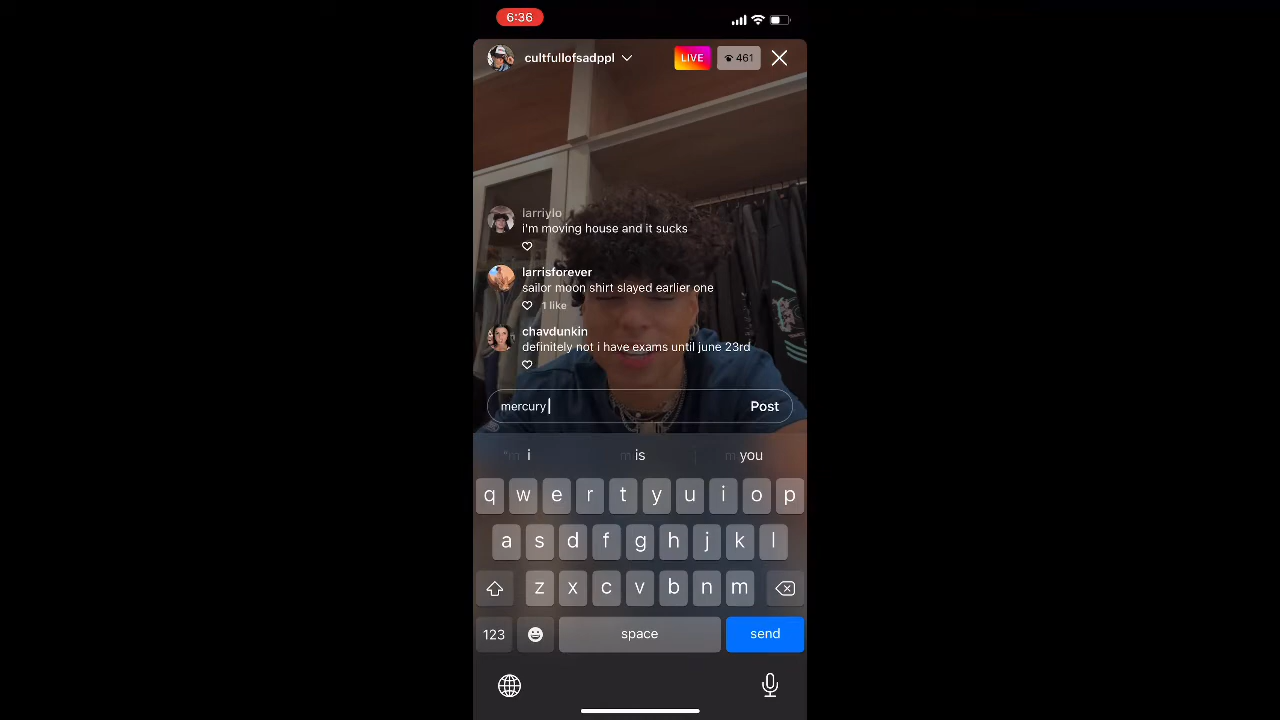 6:36
cultfullofsadppl LIVE 461
larriylo
i'm moving house and it sucks
larrisforever
sailor moon shirt slayed earlier one
1 like
chavdunkin
definitely not i have exams until june 23rd
mercury Post
i is you
q w e r t y u i o p
a s d f g h j k l
z x c v b n m
123 space send